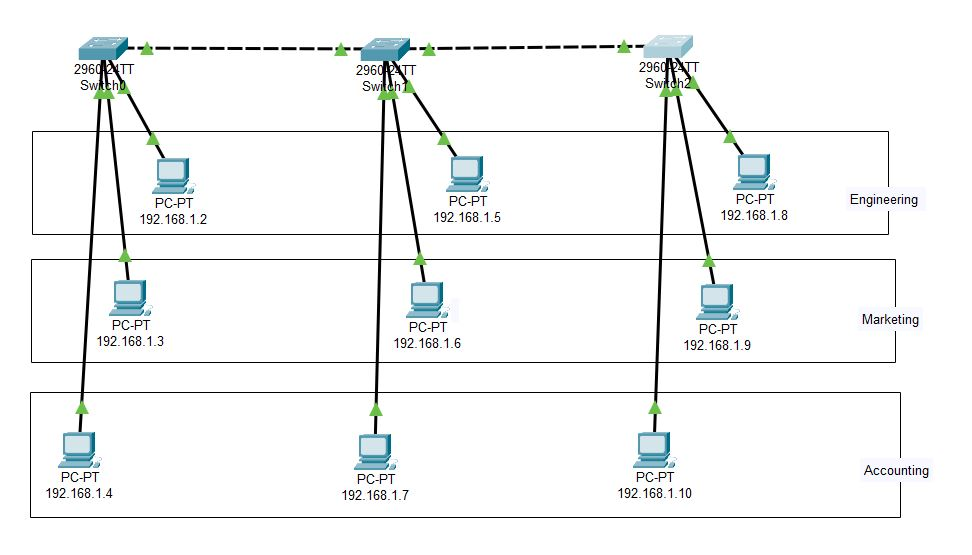 2960-24TT
Switch0
2960-24TT
Switch1
2960-24TT
Switch2
PC-PT
192.168.1.2
PC-PT
192.168.1.5
PC-PT
192.168.1.8
Engineering
PC-PT
192.168.1.3
PC-PT
192.168.1.6
PC-PT
192.168.1.9
Marketing
PC-PT
192.168.1.4
PC-PT
192.168.1.7
PC-PT
192.168.1.10
Accounting